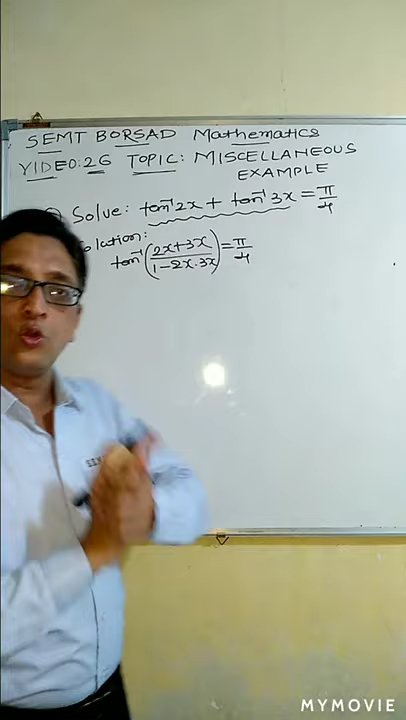 SEMT BORSAD Mathematics
VIDEO:26 TOPIC: MISCELLANEOUS
EXAMPLE
Solve: tan⁻¹2x + tan⁻¹3x = π/4
tan⁻¹(2x+3x/1-2x.3x) = π/4
MYMOVIE